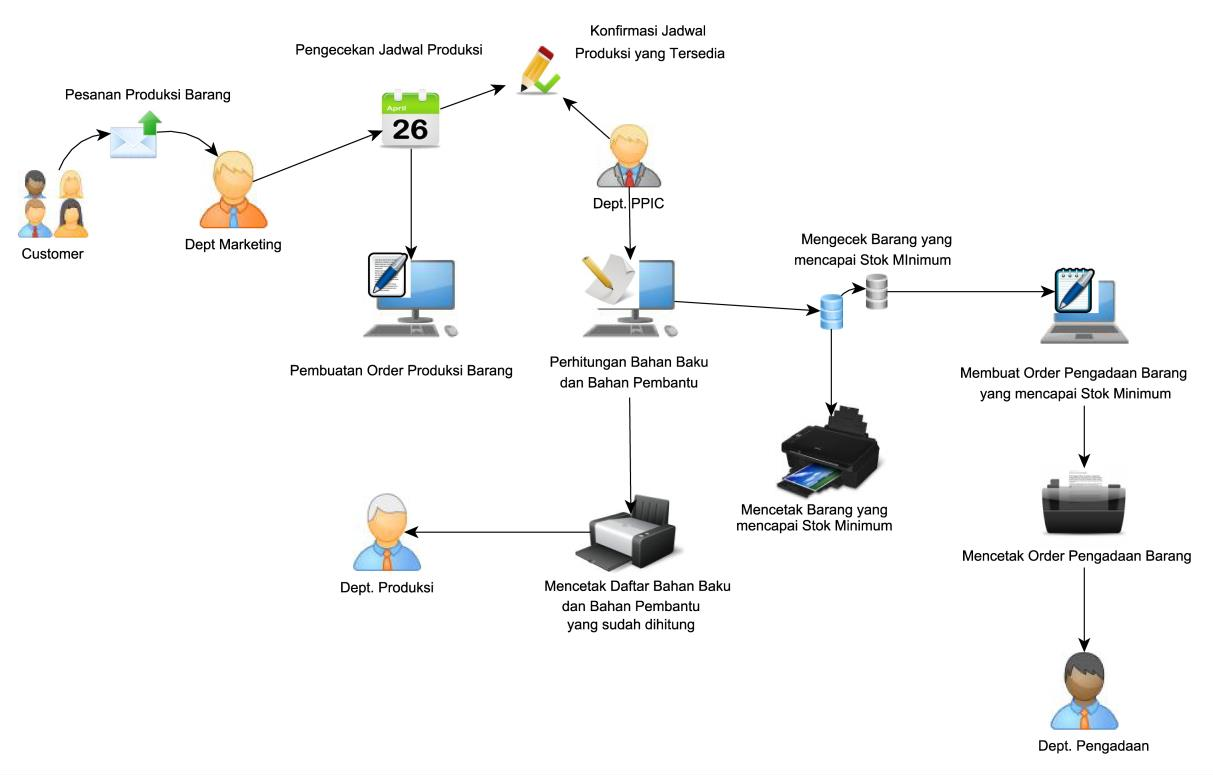 Konfirmasi Jadwal
Produksi yang Tersedia
Pengecekan Jadwal Produksi
Pesanan Produksi Barang
April
26
Customer
Dept Marketing
Dept. PPIC
Mengecek Barang yang
mencapai Stok MInimum
Pembuatan Order Produksi Barang
Perhitungan Bahan Baku
dan Bahan Pembantu
Membuat Order Pengadaan Barang
yang mencapai Stok Minimum
Mencetak Barang yang
mencapai Stok Minimum
Mencetak Order Pengadaan Barang
Dept. Produksi
Mencetak Daftar Bahan Baku
dan Bahan Pembantu
yang sudah dihitung
Dept. Pengadaan